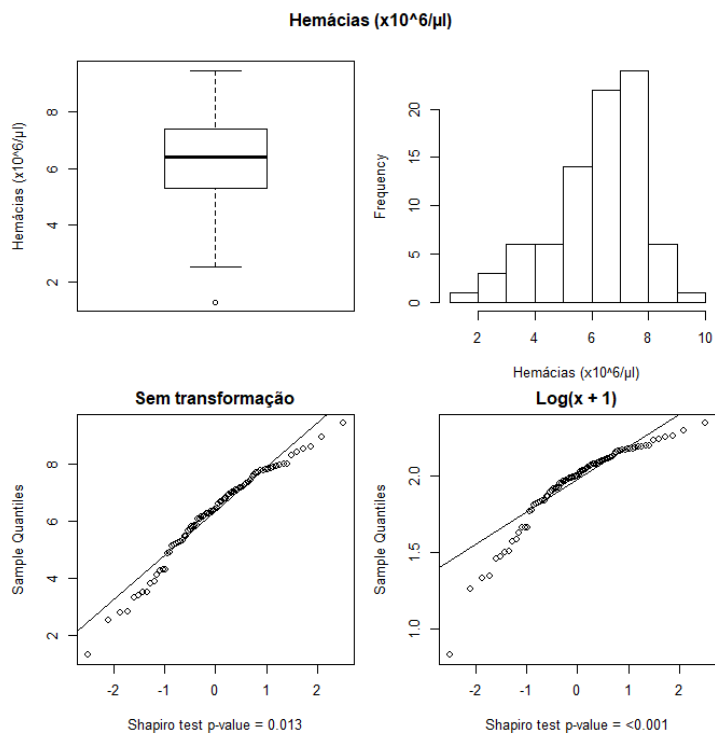 Hemácias (x10^6/µl)
Hemácias (x10^6/µl)
2
4
6
8
Frequency
0
5
10
15
20
2 4 6 8 10
Hemácias (x10^6/µl)
Sem transformação
Sample Quantiles
2
4
6
8
-2 -1 0 1 2
Shapiro test p-value = 0.013
Log(x + 1)
Sample Quantiles
1.0
1.5
2.0
-2 -1 0 1 2
Shapiro test p-value = <0.001